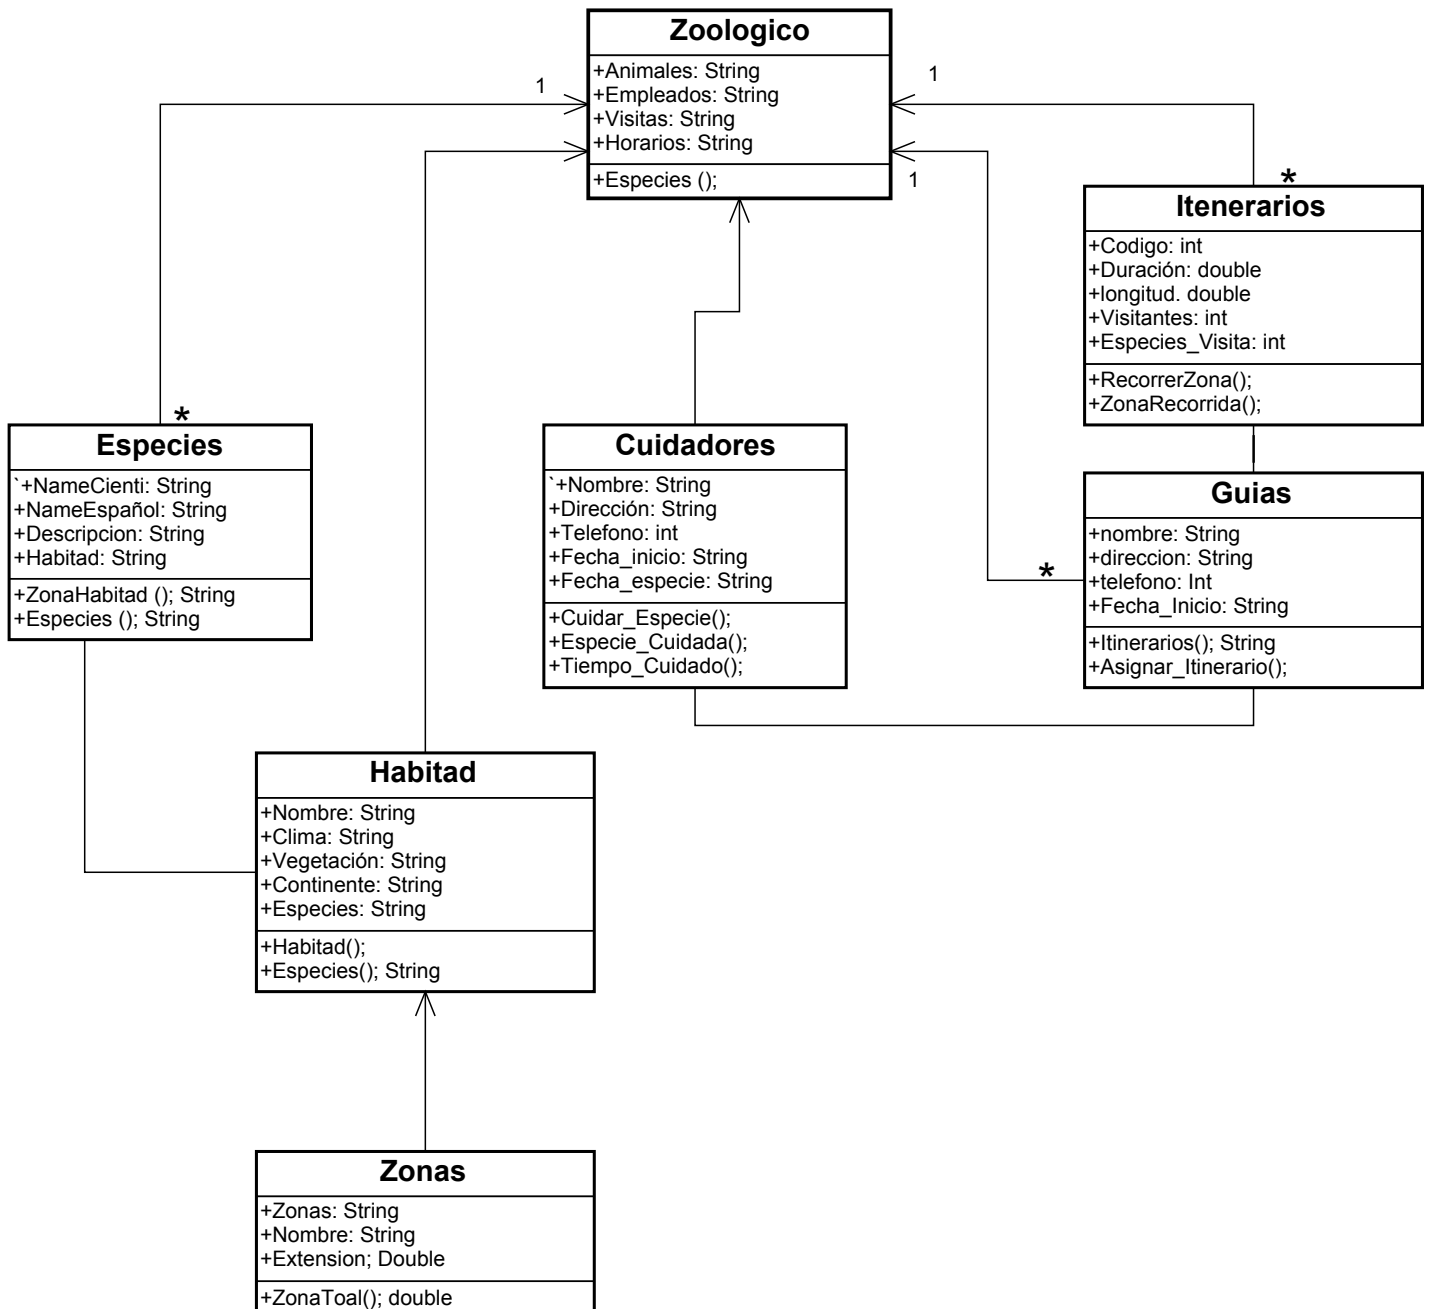 Zoologico
+Animales: String
+Empleados: String
+Visitas: String
+Horarios: String
+Especies ();
1
1
1
*
Itenerarios
+Codigo: int
+Duración: double
+longitud. double
+Visitantes: int
+Especies_Visita: int
+RecorrerZona();
+ZonaRecorrida();
*
Especies
`+NameCienti: String
+NameEspañol: String
+Descripcion: String
+Habitad: String
+ZonaHabitad (); String
+Especies (); String
Cuidadores
`+Nombre: String
+Dirección: String
+Telefono: int
+Fecha_inicio: String
+Fecha_especie: String
+Cuidar_Especie();
+Especie_Cuidada();
+Tiempo_Cuidado();
*
Guias
+nombre: String
+direccion: String
+telefono: Int
+Fecha_Inicio: String
+Itinerarios(); String
+Asignar_Itinerario();
Habitad
+Nombre: String
+Clima: String
+Vegetación: String
+Continente: String
+Especies: String
+Habitad();
+Especies(); String
Zonas
+Zonas: String
+Nombre: String
+Extension; Double
+ZonaToal(); double